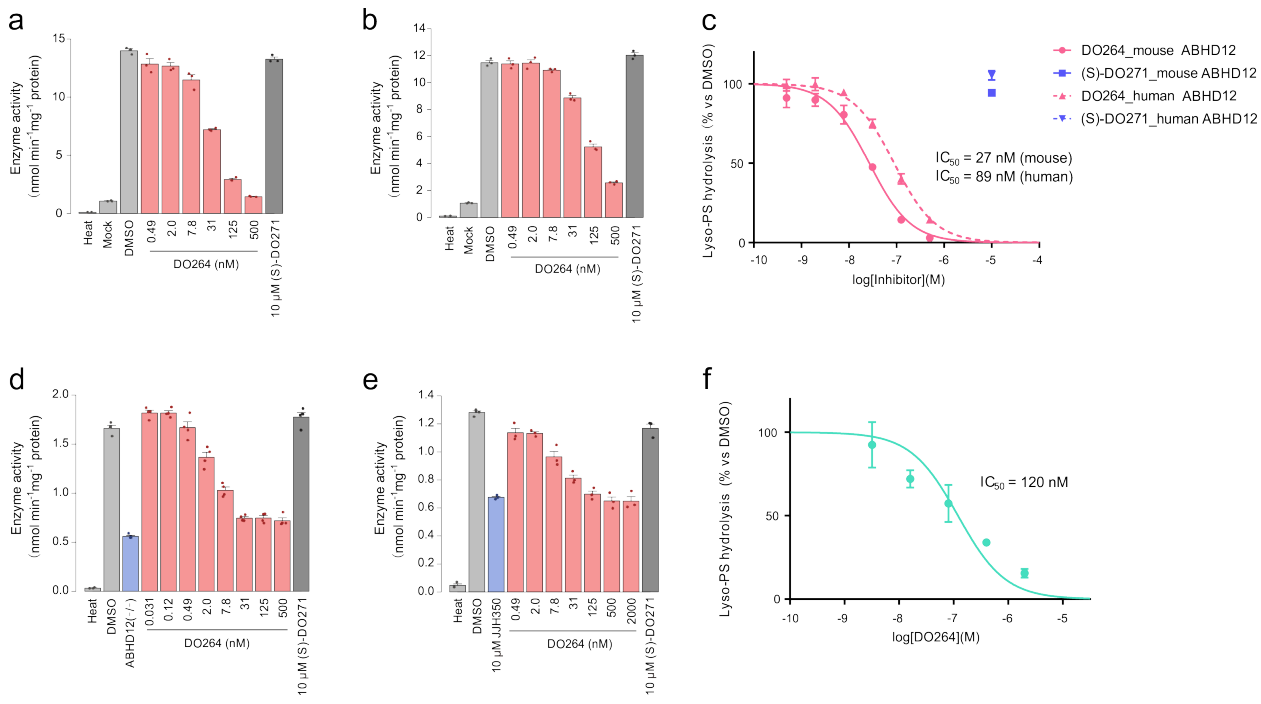 a
Enzyme activity
(nmol min⁻¹mg⁻¹ protein)
15
10
5
0
Heat
Mock
DMSO
0.49
2.0
7.8
31
125
500
10 µM (S)-DO271
DO264 (nM)
b
Enzyme activity
(nmol min⁻¹mg⁻¹ protein)
14
12
10
8
6
4
2
0
Heat
Mock
DMSO
0.49
2.0
7.8
31
125
500
10 µM (S)-DO271
DO264 (nM)
c
Lyso-PS hydrolysis (% vs DMSO)
100
50
0
-10
-9
-8
-7
-6
-5
-4
log[Inhibitor](M)
IC₅₀ = 27 nM (mouse)
IC₅₀ = 89 nM (human)
DO264_mouse ABHD12
(S)-DO271_mouse ABHD12
DO264_human ABHD12
(S)-DO271_human ABHD12
d
Enzyme activity
(nmol min⁻¹mg⁻¹ protein)
2.0
1.5
1.0
0.5
0.0
Heat
DMSO
ABHD12(-/-)
0.031
0.12
0.49
2.0
7.8
31
125
500
10 µM (S)-DO271
DO264 (nM)
e
Enzyme activity
(nmol min⁻¹mg⁻¹ protein)
1.4
1.2
1.0
0.8
0.6
0.4
0.2
0.0
Heat
DMSO
10 µM JJH350
0.49
2.0
7.8
31
125
500
2000
10 µM (S)-DO271
DO264 (nM)
f
Lyso-PS hydrolysis (% vs DMSO)
100
50
0
-10
-9
-8
-7
-6
-5
log[DO264](M)
IC₅₀ = 120 nM